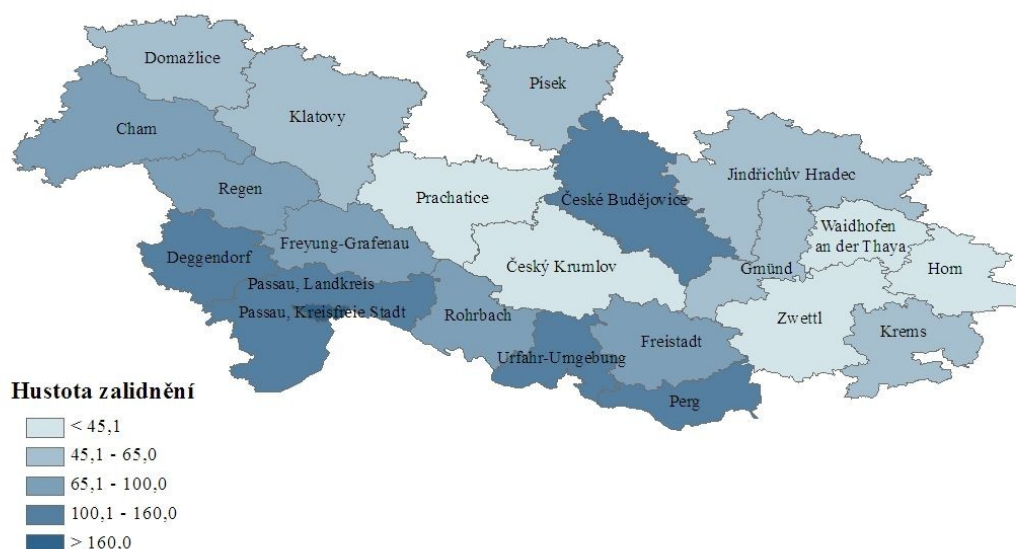 Domažlice
Písek
Klatovy
Cham
Jindřichův Hradec
Regen
Prachatice
České Budějovice
Waidhofen
an der Thaya
Freyung-Grafenau
Deggendorf
Český Krumlov
Gmünd
Horn
Passau, Landkreis
Passau, Kreisfreie Stadt
Rohrbach
Zwettl
Krems
Freistadt
Urfahr-Umgebung
Perg
Hustota zalidnění
< 45,1
45,1 - 65,0
65,1 - 100,0
100,1 - 160,0
> 160,0